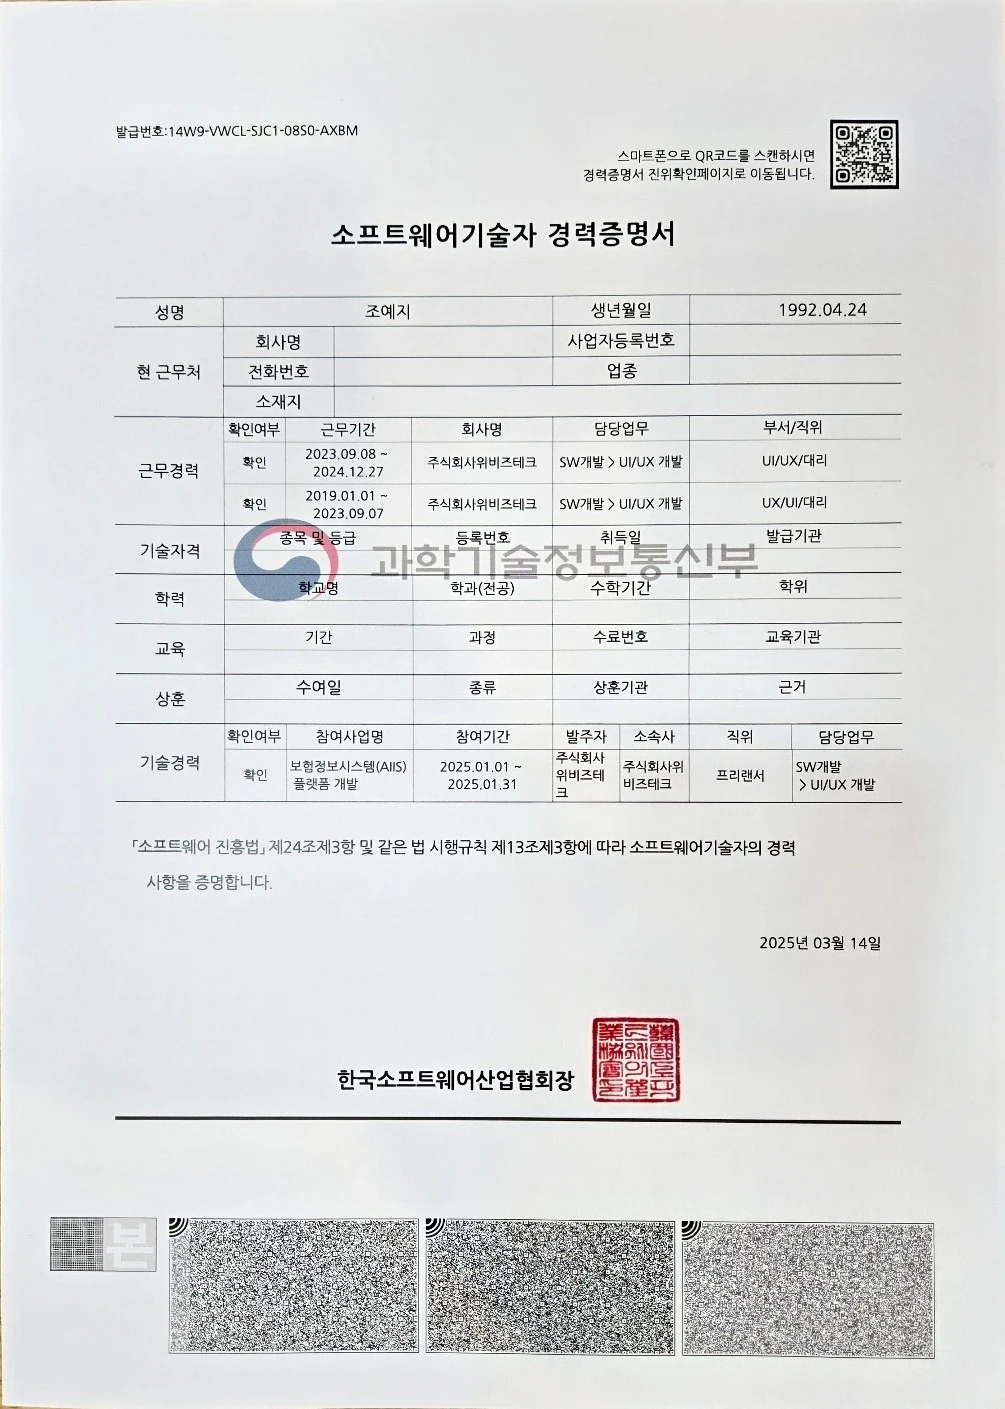 발급번호:14W9-VWCL-SJC1-08S0-AXBM
스마트폰으로 QR코드를 스캔하시면
경력증명서 진위확인페이지로 이동됩니다.
소프트웨어기술자 경력증명서
성명 조예지 생년월일 1992.04.24
현 근무처 회사명 사업자등록번호
전화번호 업종
소재지
근무경력 확인여부 근무기간 회사명 담당업무 부서/직위
확인 2023.09.08 ~ 2024.12.27 주식회사위비즈테크 SW개발 > UI/UX 개발 UI/UX/대리
확인 2019.01.01 ~ 2023.09.07 주식회사위비즈테크 SW개발 > UI/UX 개발 UX/UI/대리
기술자격 종목 및 등급 등록번호 취득일 발급기관
과학기술정보통신부
학력 학교명 학과(전공) 수학기간 학위
교육 기간 과정 수료번호 교육기관
상훈 수여일 종류 상훈기관 근거
기술경력 확인여부 참여사업명 참여기간 발주자 소속사 직위 담당업무
확인 보험정보시스템(AIIS) 플랫폼 개발 2025.01.01 ~ 2025.01.31 주식회사위비즈테크 주식회사위비즈테크 프리랜서 SW개발 > UI/UX 개발
「소프트웨어 진흥법」 제24조제3항 및 같은 법 시행규칙 제13조제3항에 따라 소프트웨어기술자의 경력
사항을 증명합니다.
2025년 03월 14일
한국소프트웨어산업협회장
본